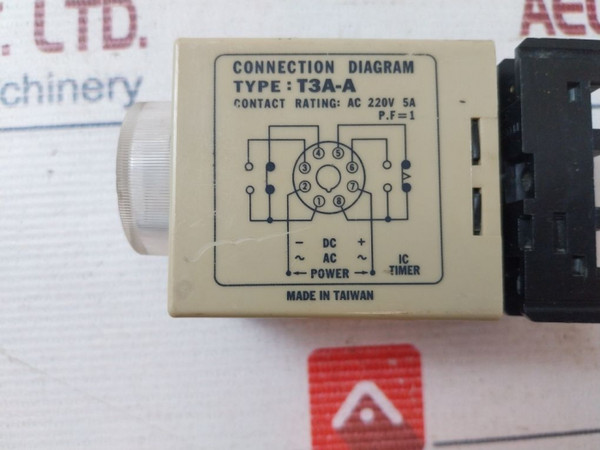 . LTD.
chinery
AE
CONNECTION DIAGRAM
TYPE : T3A-A
CONTACT RATING: AC 220V 5A
P.F=1
4 5
3 6
2 7
1 8
− DC +
~ AC ~
POWER
IC
TIMER
MADE IN TAIWAN